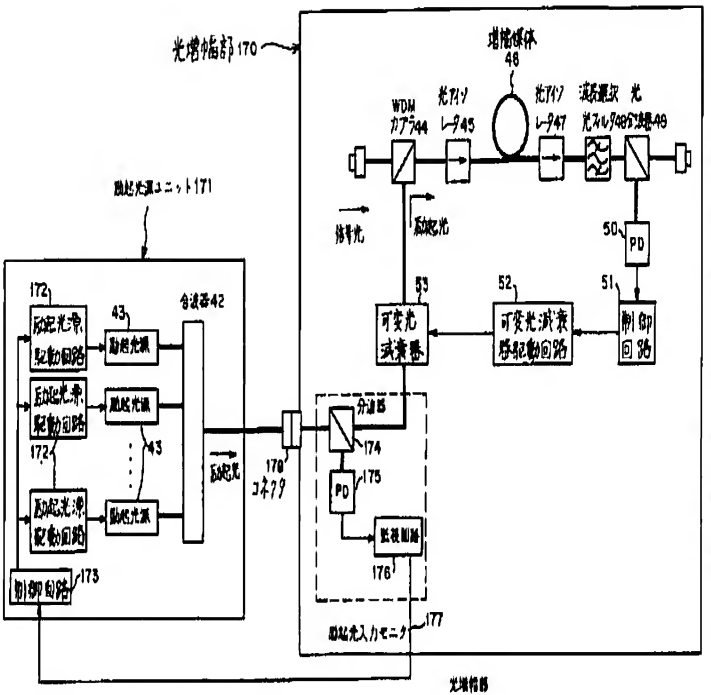 光増幅部170
増幅媒体
46
WDM
カプラ44
光アイソ
レータ45
光アイソ
レータ47
波長選択
光フィルタ48
光
分波器49
信号光
励起光
50
PD
励起光源ユニット171
合波器42
172
励起光源
駆動回路
43
励起光源
励起光源
駆動回路
励起光源
172
43
励起光源
駆動回路
励起光源
制御回路
173
励起光
178
コネクタ
53
可変光
減衰器
52
可変光減衰
器駆動回路
51
制御
回路
分波器
174
175
PD
監視回路
176
励起光入力モニタ
177
光増幅部